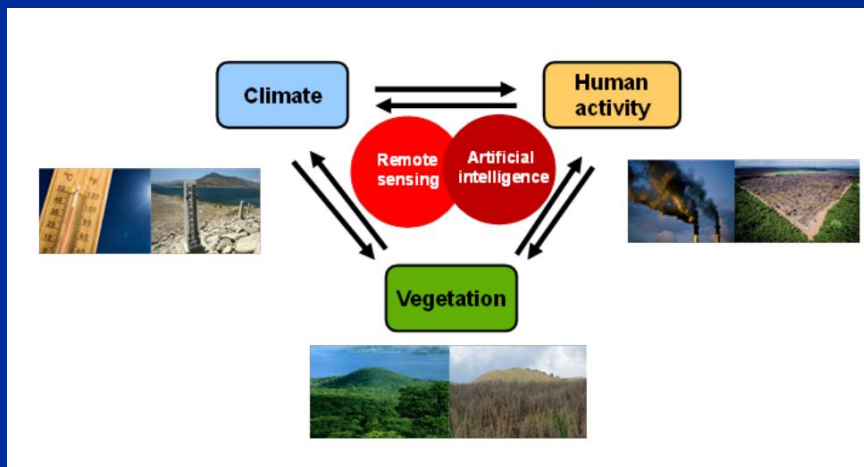 Climate
Human
activity
Remote
sensing
Artificial
intelligence
°C
°F
Vegetation